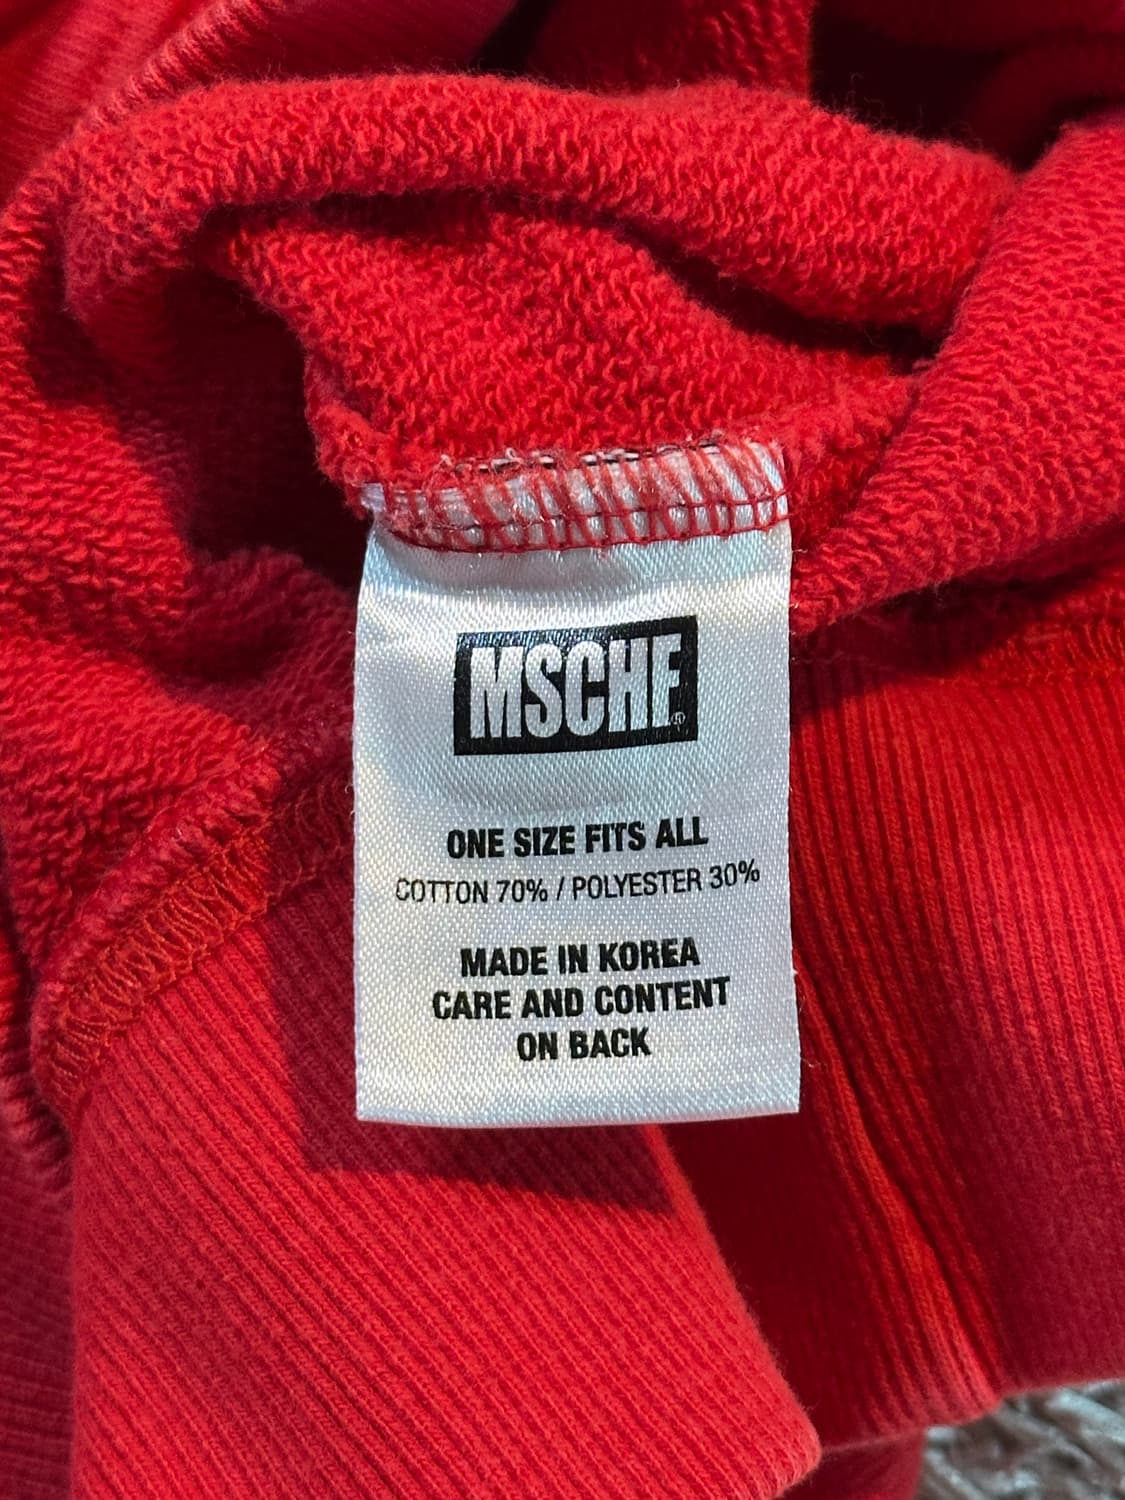 MSCHF®
ONE SIZE FITS ALL
COTTON 70% / POLYESTER 30%
MADE IN KOREA
CARE AND CONTENT
ON BACK